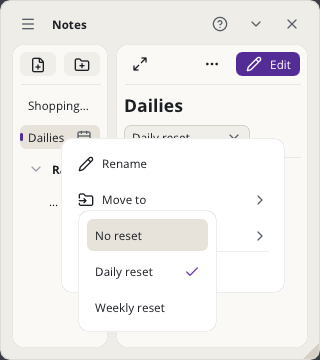 Notes
Edit
Shopping...
Dailies
Dailies
Daily reset
Rename
...
Move to
No reset
Daily reset
Weekly reset